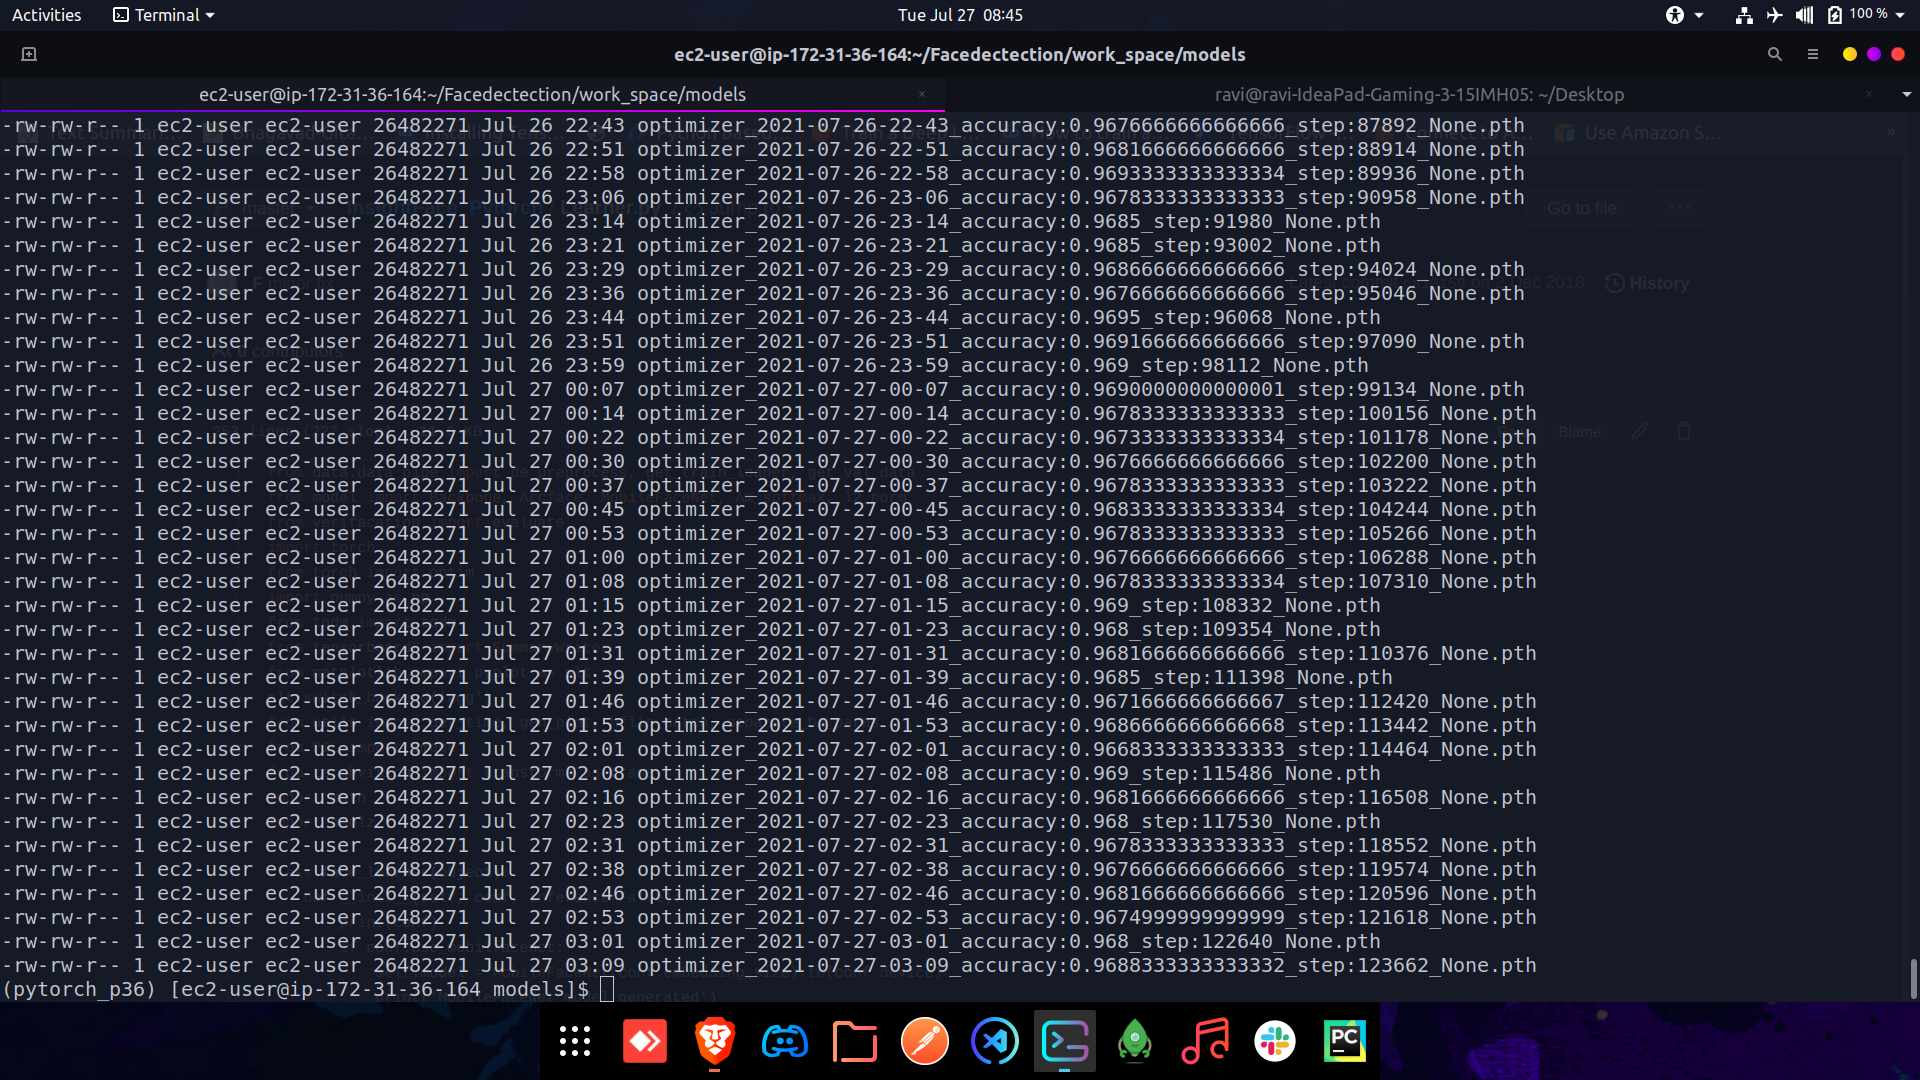 Activities Terminal Tue Jul 27 08:45 100 %
ec2-user@ip-172-31-36-164:~/Facedectection/work_space/models
ec2-user@ip-172-31-36-164:~/Facedectection/work_space/models × ravi@ravi-IdeaPad-Gaming-3-15IMH05: ~/Desktop ×
-rw-rw-r-- 1 ec2-user ec2-user 26482271 Jul 26 22:43 optimizer_2021-07-26-22-43_accuracy:0.9676666666666666_step:87892_None.pth
-rw-rw-r-- 1 ec2-user ec2-user 26482271 Jul 26 22:51 optimizer_2021-07-26-22-51_accuracy:0.9681666666666666_step:88914_None.pth
-rw-rw-r-- 1 ec2-user ec2-user 26482271 Jul 26 22:58 optimizer_2021-07-26-22-58_accuracy:0.9693333333333334_step:89936_None.pth
-rw-rw-r-- 1 ec2-user ec2-user 26482271 Jul 26 23:06 optimizer_2021-07-26-23-06_accuracy:0.9678333333333333_step:90958_None.pth
-rw-rw-r-- 1 ec2-user ec2-user 26482271 Jul 26 23:14 optimizer_2021-07-26-23-14_accuracy:0.9685_step:91980_None.pth
-rw-rw-r-- 1 ec2-user ec2-user 26482271 Jul 26 23:21 optimizer_2021-07-26-23-21_accuracy:0.9685_step:93002_None.pth
-rw-rw-r-- 1 ec2-user ec2-user 26482271 Jul 26 23:29 optimizer_2021-07-26-23-29_accuracy:0.9686666666666666_step:94024_None.pth
-rw-rw-r-- 1 ec2-user ec2-user 26482271 Jul 26 23:36 optimizer_2021-07-26-23-36_accuracy:0.9676666666666666_step:95046_None.pth
-rw-rw-r-- 1 ec2-user ec2-user 26482271 Jul 26 23:44 optimizer_2021-07-26-23-44_accuracy:0.9695_step:96068_None.pth
-rw-rw-r-- 1 ec2-user ec2-user 26482271 Jul 26 23:51 optimizer_2021-07-26-23-51_accuracy:0.9691666666666666_step:97090_None.pth
-rw-rw-r-- 1 ec2-user ec2-user 26482271 Jul 26 23:59 optimizer_2021-07-26-23-59_accuracy:0.969_step:98112_None.pth
-rw-rw-r-- 1 ec2-user ec2-user 26482271 Jul 27 00:07 optimizer_2021-07-27-00-07_accuracy:0.9690000000000001_step:99134_None.pth
-rw-rw-r-- 1 ec2-user ec2-user 26482271 Jul 27 00:14 optimizer_2021-07-27-00-14_accuracy:0.9678333333333333_step:100156_None.pth
-rw-rw-r-- 1 ec2-user ec2-user 26482271 Jul 27 00:22 optimizer_2021-07-27-00-22_accuracy:0.9673333333333334_step:101178_None.pth
-rw-rw-r-- 1 ec2-user ec2-user 26482271 Jul 27 00:30 optimizer_2021-07-27-00-30_accuracy:0.9676666666666666_step:102200_None.pth
-rw-rw-r-- 1 ec2-user ec2-user 26482271 Jul 27 00:37 optimizer_2021-07-27-00-37_accuracy:0.9678333333333333_step:103222_None.pth
-rw-rw-r-- 1 ec2-user ec2-user 26482271 Jul 27 00:45 optimizer_2021-07-27-00-45_accuracy:0.9683333333333334_step:104244_None.pth
-rw-rw-r-- 1 ec2-user ec2-user 26482271 Jul 27 00:53 optimizer_2021-07-27-00-53_accuracy:0.9678333333333333_step:105266_None.pth
-rw-rw-r-- 1 ec2-user ec2-user 26482271 Jul 27 01:00 optimizer_2021-07-27-01-00_accuracy:0.9676666666666666_step:106288_None.pth
-rw-rw-r-- 1 ec2-user ec2-user 26482271 Jul 27 01:08 optimizer_2021-07-27-01-08_accuracy:0.9678333333333334_step:107310_None.pth
-rw-rw-r-- 1 ec2-user ec2-user 26482271 Jul 27 01:15 optimizer_2021-07-27-01-15_accuracy:0.969_step:108332_None.pth
-rw-rw-r-- 1 ec2-user ec2-user 26482271 Jul 27 01:23 optimizer_2021-07-27-01-23_accuracy:0.968_step:109354_None.pth
-rw-rw-r-- 1 ec2-user ec2-user 26482271 Jul 27 01:31 optimizer_2021-07-27-01-31_accuracy:0.9681666666666666_step:110376_None.pth
-rw-rw-r-- 1 ec2-user ec2-user 26482271 Jul 27 01:39 optimizer_2021-07-27-01-39_accuracy:0.9685_step:111398_None.pth
-rw-rw-r-- 1 ec2-user ec2-user 26482271 Jul 27 01:46 optimizer_2021-07-27-01-46_accuracy:0.9671666666666667_step:112420_None.pth
-rw-rw-r-- 1 ec2-user ec2-user 26482271 Jul 27 01:53 optimizer_2021-07-27-01-53_accuracy:0.9686666666666668_step:113442_None.pth
-rw-rw-r-- 1 ec2-user ec2-user 26482271 Jul 27 02:01 optimizer_2021-07-27-02-01_accuracy:0.9668333333333333_step:114464_None.pth
-rw-rw-r-- 1 ec2-user ec2-user 26482271 Jul 27 02:08 optimizer_2021-07-27-02-08_accuracy:0.969_step:115486_None.pth
-rw-rw-r-- 1 ec2-user ec2-user 26482271 Jul 27 02:16 optimizer_2021-07-27-02-16_accuracy:0.9681666666666666_step:116508_None.pth
-rw-rw-r-- 1 ec2-user ec2-user 26482271 Jul 27 02:23 optimizer_2021-07-27-02-23_accuracy:0.968_step:117530_None.pth
-rw-rw-r-- 1 ec2-user ec2-user 26482271 Jul 27 02:31 optimizer_2021-07-27-02-31_accuracy:0.9678333333333333_step:118552_None.pth
-rw-rw-r-- 1 ec2-user ec2-user 26482271 Jul 27 02:38 optimizer_2021-07-27-02-38_accuracy:0.9676666666666666_step:119574_None.pth
-rw-rw-r-- 1 ec2-user ec2-user 26482271 Jul 27 02:46 optimizer_2021-07-27-02-46_accuracy:0.9681666666666666_step:120596_None.pth
-rw-rw-r-- 1 ec2-user ec2-user 26482271 Jul 27 02:53 optimizer_2021-07-27-02-53_accuracy:0.9674999999999999_step:121618_None.pth
-rw-rw-r-- 1 ec2-user ec2-user 26482271 Jul 27 03:01 optimizer_2021-07-27-03-01_accuracy:0.968_step:122640_None.pth
-rw-rw-r-- 1 ec2-user ec2-user 26482271 Jul 27 03:09 optimizer_2021-07-27-03-09_accuracy:0.9688333333333332_step:123662_None.pth
(pytorch_p36) [ec2-user@ip-172-31-36-164 models]$
Use Amazon S...
Go to file
History
Blame
PC